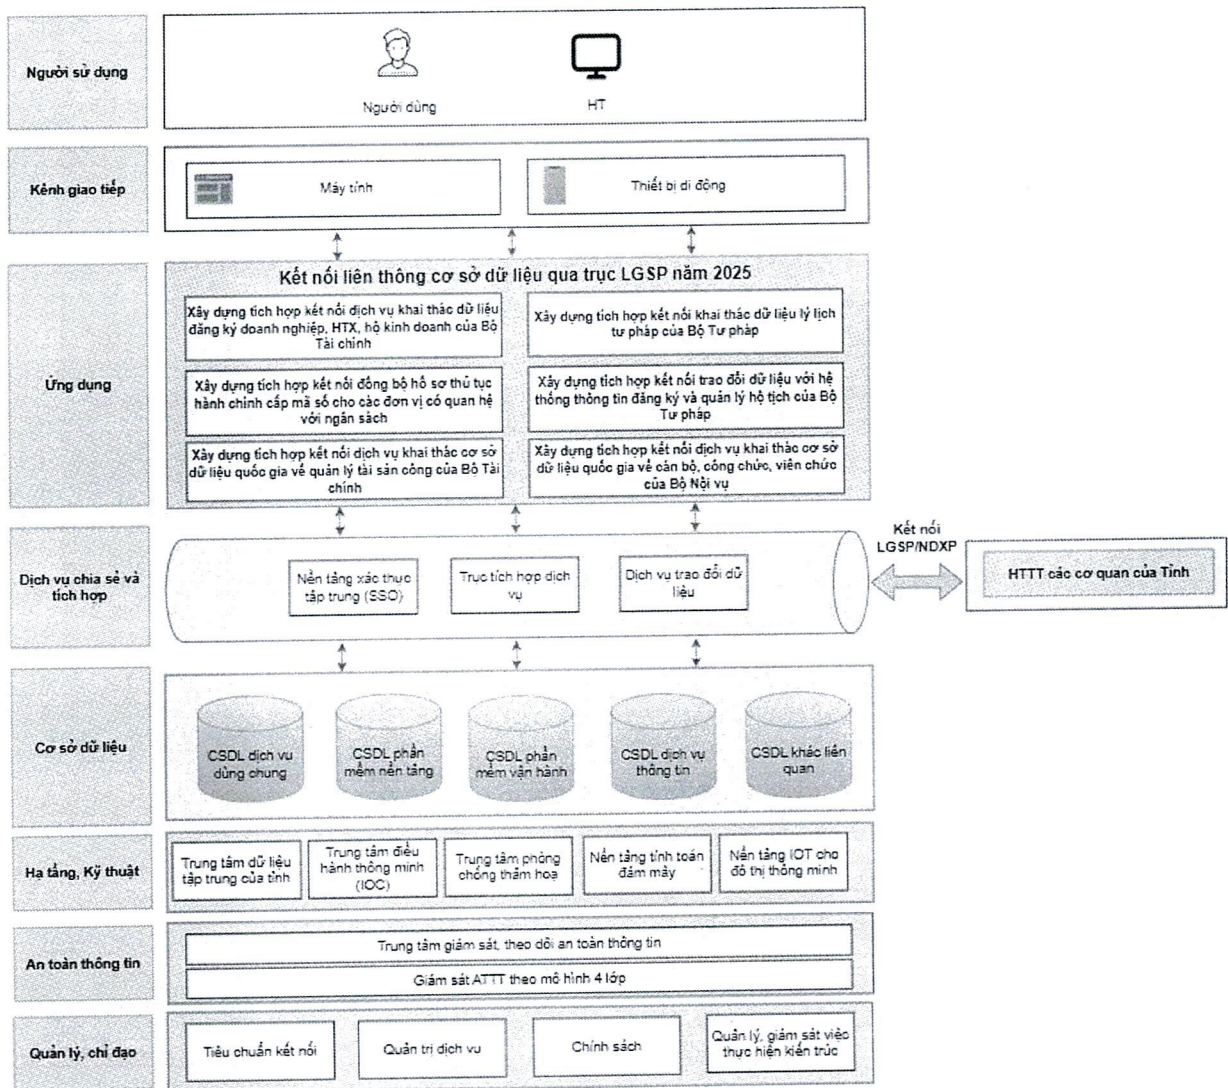 Người sử dụng
Người dùng
HT
Kênh giao tiếp
Máy tính
Thiết bị di động
Ứng dụng
Kết nối liên thông cơ sở dữ liệu qua trục LGSP năm 2025
Xây dựng tích hợp kết nối dịch vụ khai thác dữ liệu
đăng ký doanh nghiệp, HTX, hộ kinh doanh của Bộ
Tài chính
Xây dựng tích hợp kết nối khai thác dữ liệu lý lịch
tư pháp của Bộ Tư pháp
Xây dựng tích hợp kết nối đồng bộ hồ sơ thủ tục
hành chính cấp mã số cho các đơn vị có quan hệ
với ngân sách
Xây dựng tích hợp kết nối trao đổi dữ liệu với hệ
thống thông tin đăng ký và quản lý hộ tịch của Bộ
Tư pháp
Xây dựng tích hợp kết nối dịch vụ khai thác cơ sở
dữ liệu quốc gia về quản lý tài sản công của Bộ Tài
chính
Xây dựng tích hợp kết nối dịch vụ khai thác cơ sở
dữ liệu quốc gia về cán bộ, công chức, viên chức
của Bộ Nội vụ
Dịch vụ chia sẻ và
tích hợp
Nền tảng xác thực
tập trung (SSO)
Trục tích hợp dịch
vụ
Dịch vụ trao đổi dữ
liệu
Kết nối
LGSP/NDXP
HTTT các cơ quan của Tỉnh
Cơ sở dữ liệu
CSDL dịch vụ
dùng chung
CSDL phần
mềm nền tảng
CSDL phần
mềm vận hành
CSDL dịch vụ
thông tin
CSDL khác liên
quan
Hạ tầng, Kỹ thuật
Trung tâm dữ liệu
tập trung của tỉnh
Trung tâm điều
hành thông minh
(IOC)
Trung tâm phòng
chống thảm hoạ
Nền tảng tính toán
đám mây
Nền tảng IOT cho
đô thị thông minh
An toàn thông tin
Trung tâm giám sát, theo dõi an toàn thông tin
Giám sát ATTT theo mô hình 4 lớp
Quản lý, chỉ đạo
Tiêu chuẩn kết nối
Quản trị dịch vụ
Chính sách
Quản lý, giám sát việc
thực hiện kiến trúc